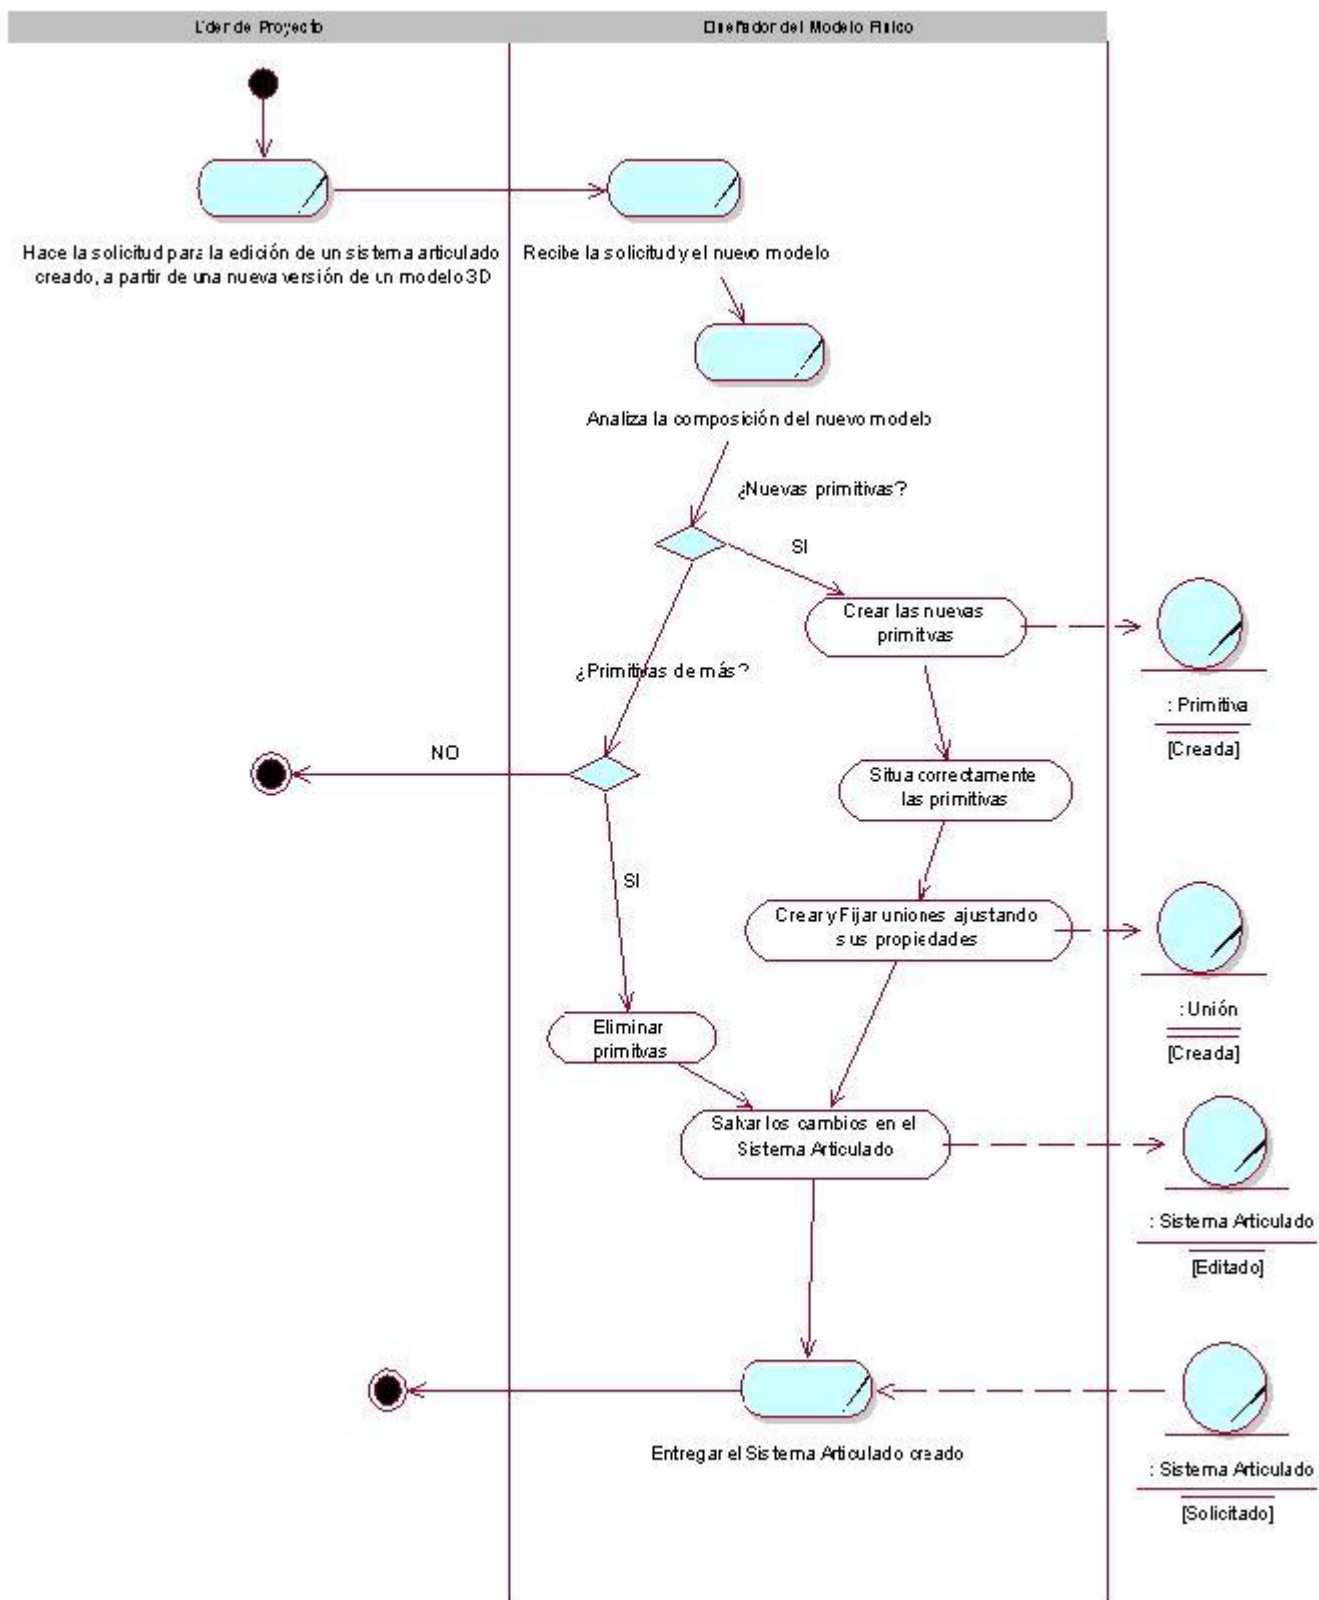 Líder de Proyecto
Diseñador del Modelo Físico
Hace la solicitud para la edición de un sistema articulado
creado, a partir de una nueva versión de un modelo 3D
Recibe la solicitud y el nuevo modelo
Analiza la composición del nuevo modelo
¿Nuevas primitivas?
SI
Crear las nuevas
primitivas
¿Primitivas de más?
: Primitiva
[Creada]
NO
Situa correctamente
las primitivas
SI
Crear y Fijar uniones ajustando
sus propiedades
: Unión
[Creada]
Eliminar
primitivas
Salvar los cambios en el
Sistema Articulado
: Sistema Articulado
[Editado]
Entregar el Sistema Articulado creado
: Sistema Articulado
[Solicitado]